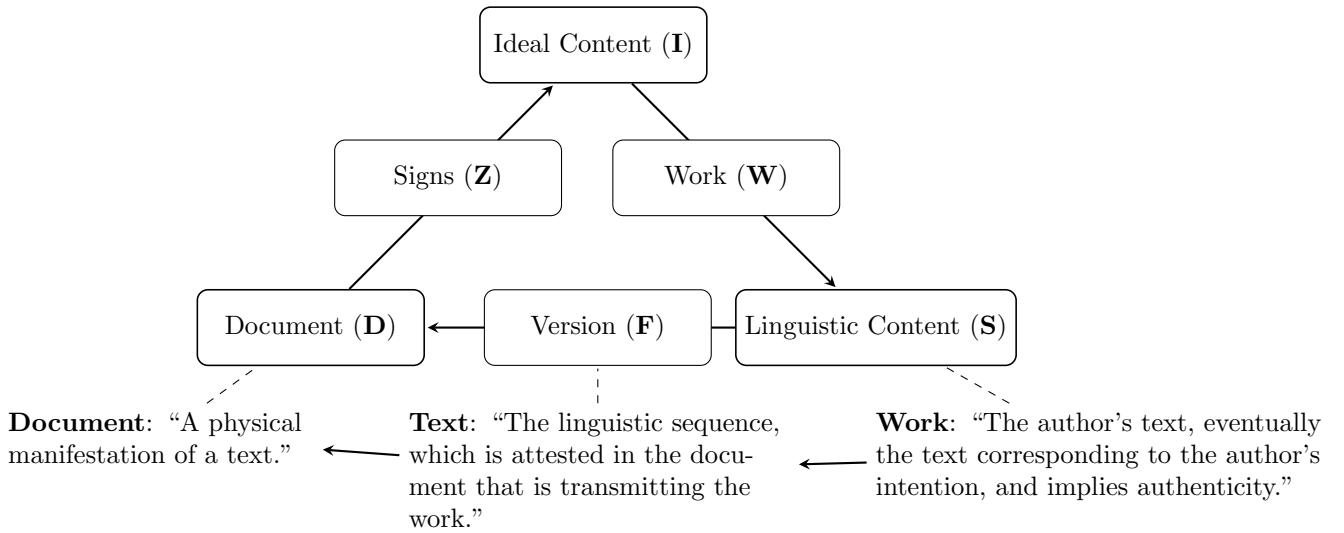 Ideal Content (I)
Signs (Z)
Work (W)
Document (D)
Version (F)
Linguistic Content (S)
Document: “A physical
manifestation of a text.”
Text: “The linguistic sequence,
which is attested in the docu-
ment that is transmitting the
work.”
Work: “The author’s text, eventually
the text corresponding to the author’s
intention, and implies authenticity.”